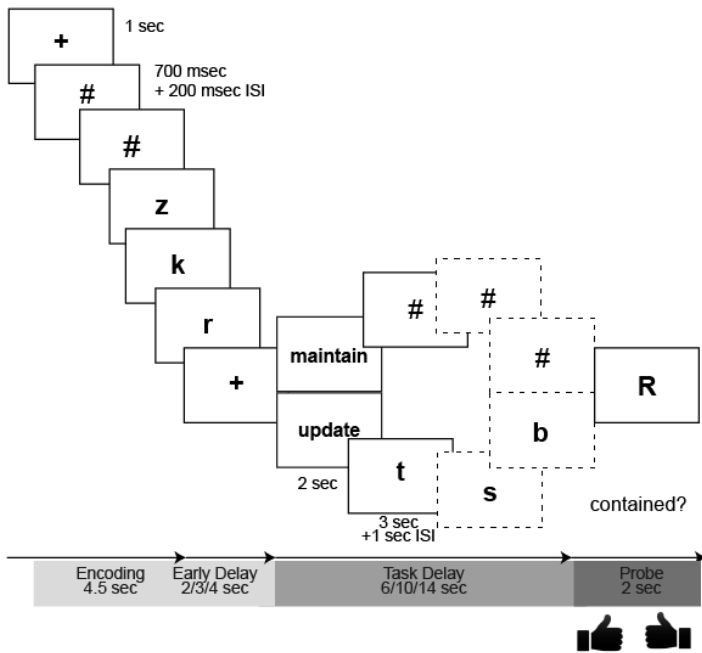 +
1 sec
#
700 msec
+ 200 msec ISI
#
z
k
r
+
maintain
#
#
#
R
update
2 sec
t
3 sec
+1 sec ISI
s
b
contained?
Encoding
4.5 sec
Early Delay
2/3/4 sec
Task Delay
6/10/14 sec
Probe
2 sec